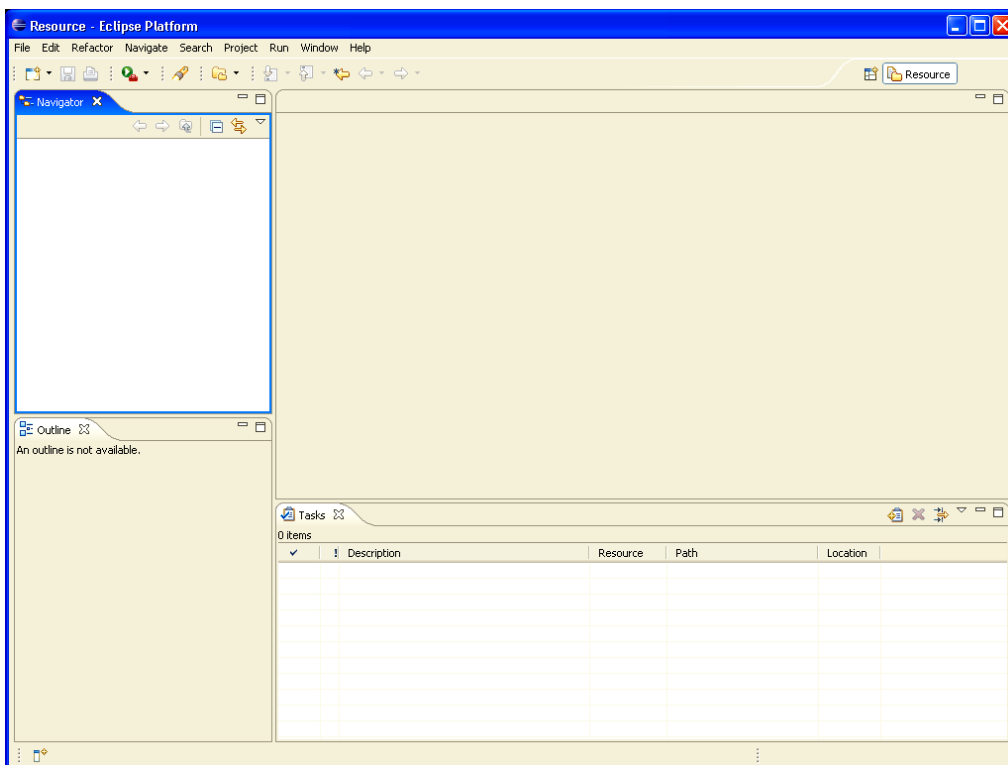 Resource - Eclipse Platform
File Edit Refactor Navigate Search Project Run Window Help
Resource
Navigator
Outline
An outline is not available.
Tasks
0 items
! Description Resource Path Location